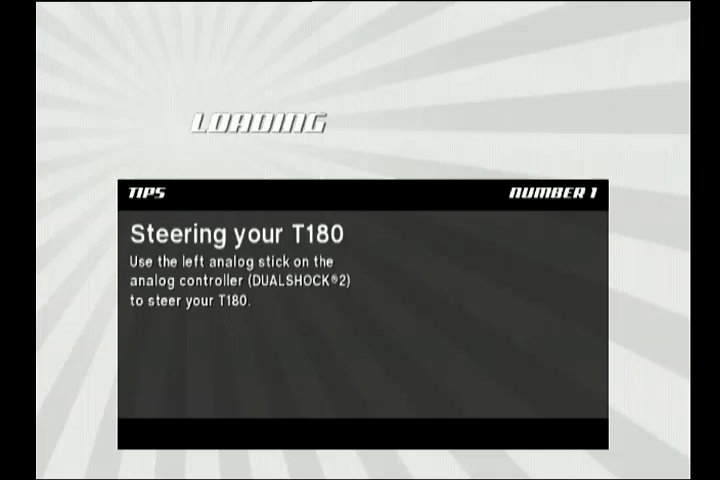 LOADING
TIPS NUMBER 1
Steering your T180
Use the left analog stick on the
analog controller (DUALSHOCK®2)
to steer your T180.